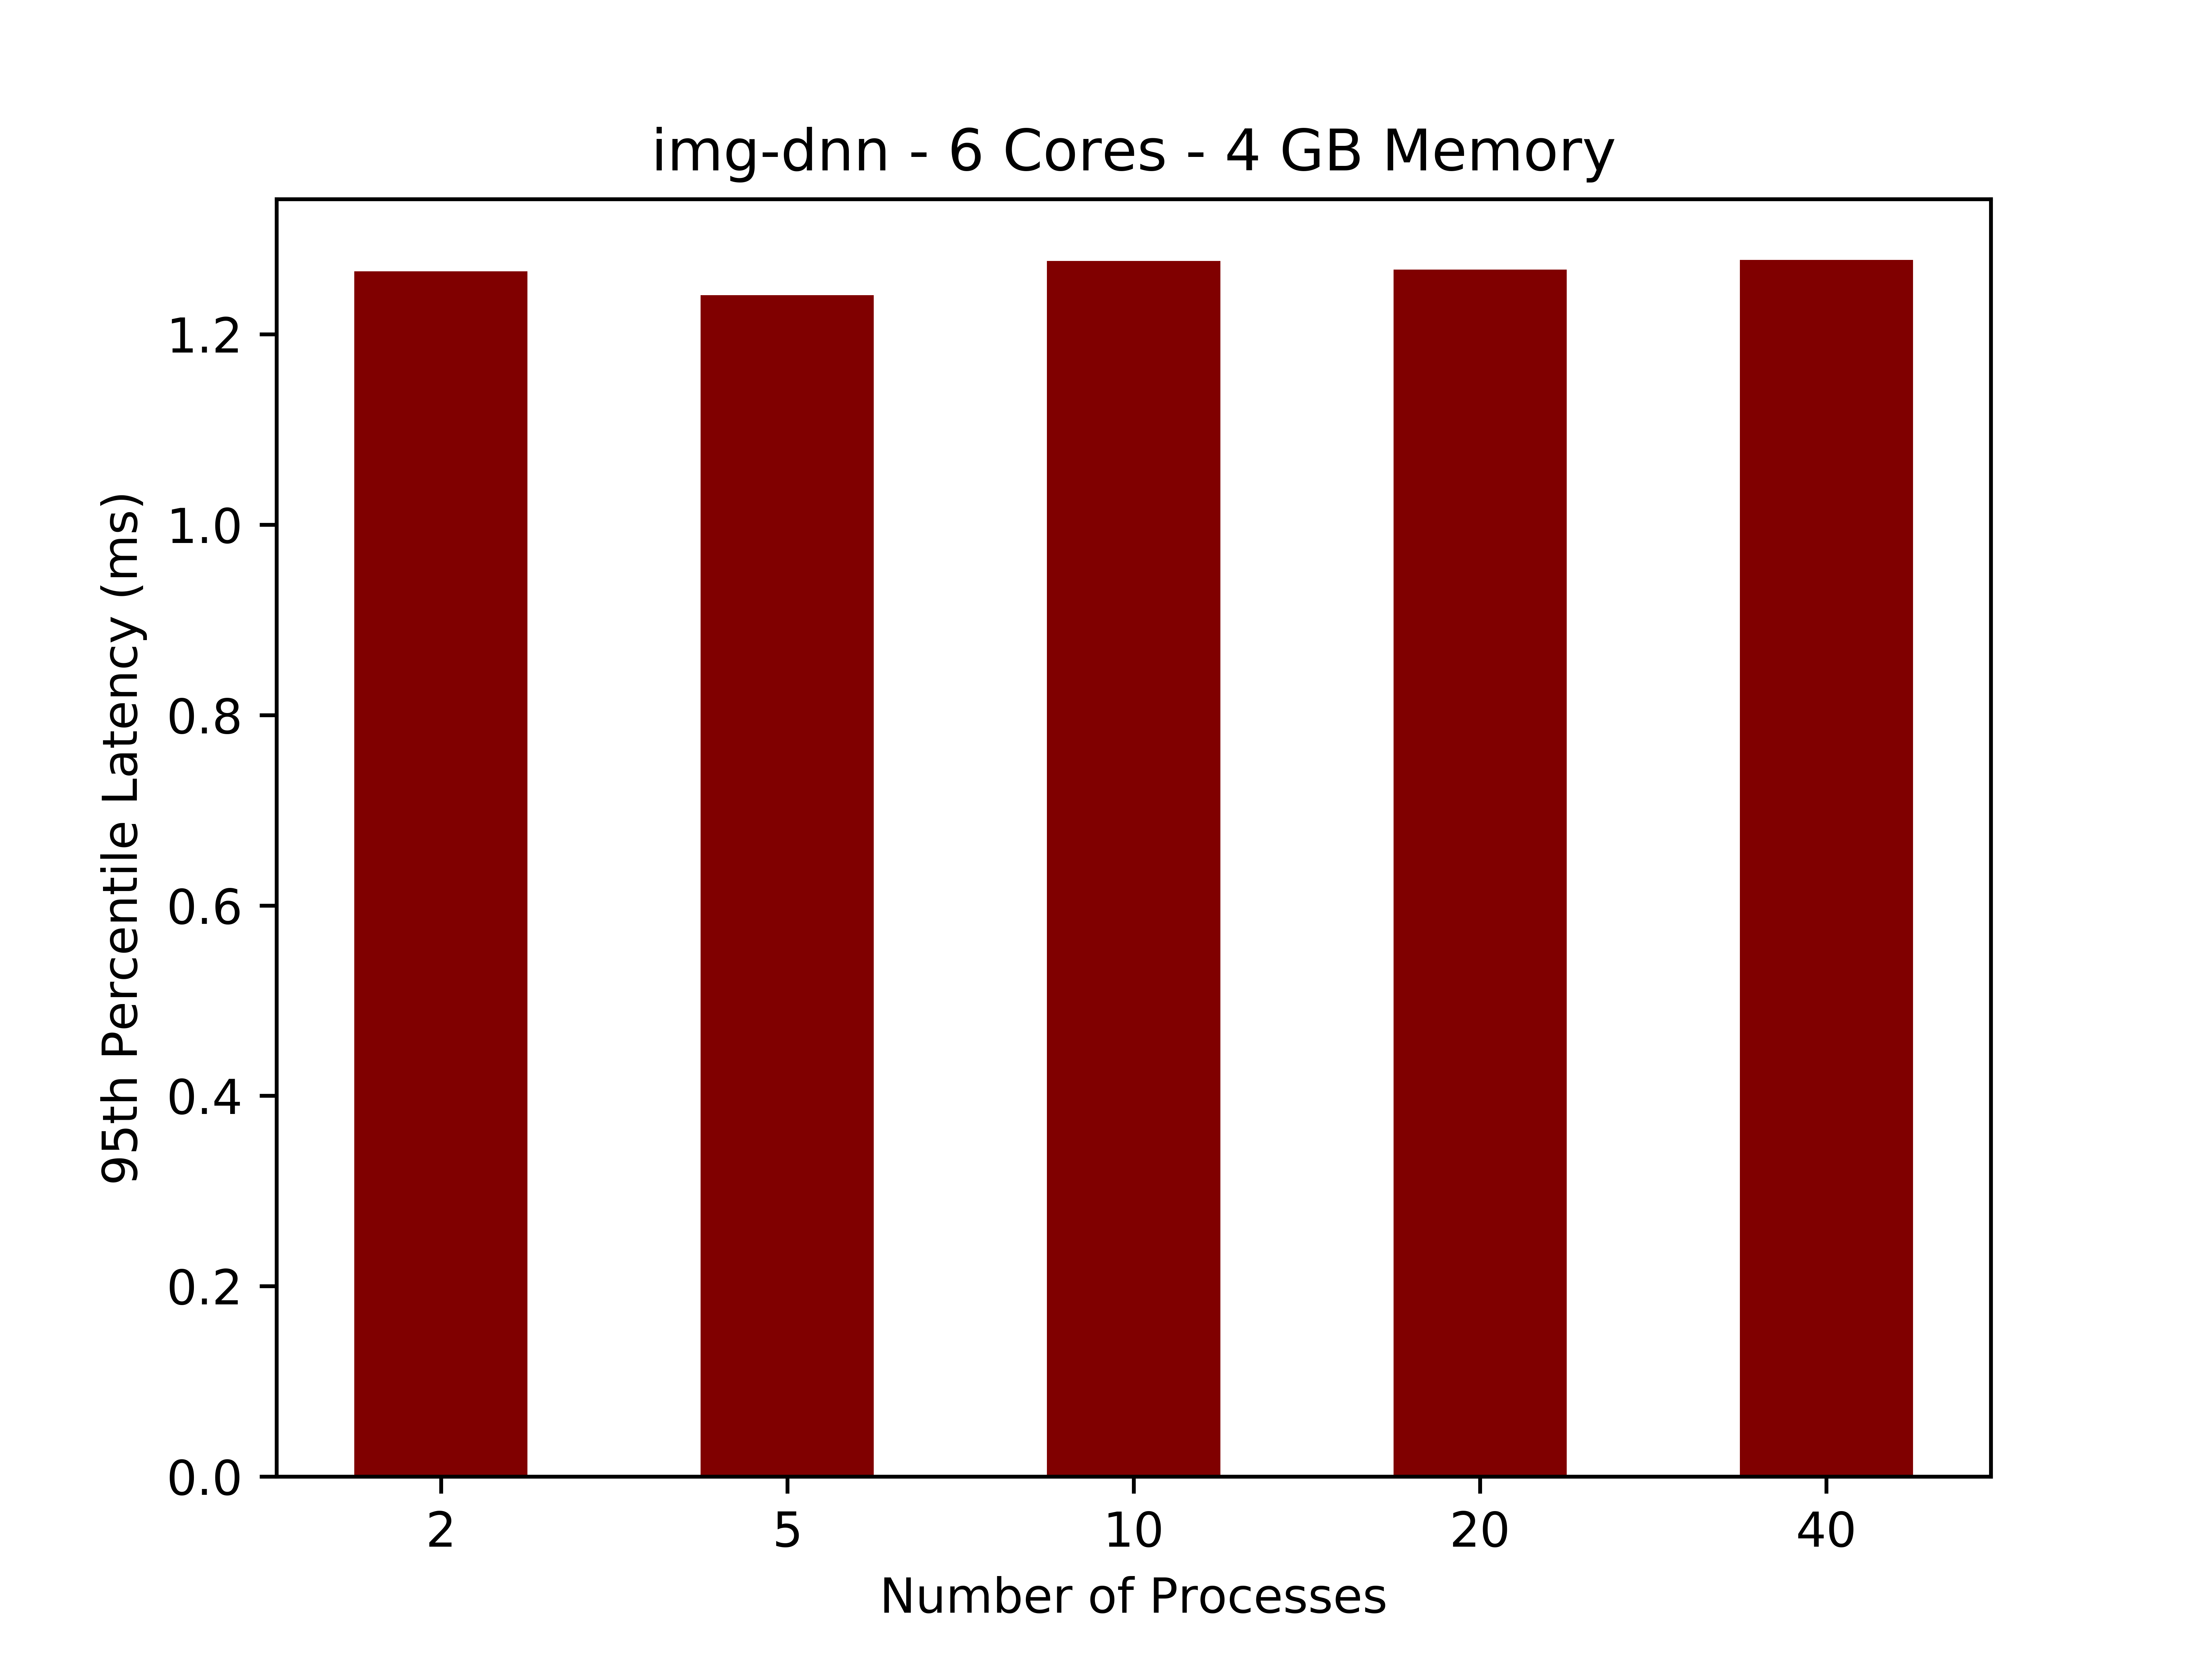 img-dnn - 6 Cores - 4 GB Memory
95th Percentile Latency (ms)
1.2
1.0
0.8
0.6
0.4
0.2
0.0
2 5 10 20 40
Number of Processes